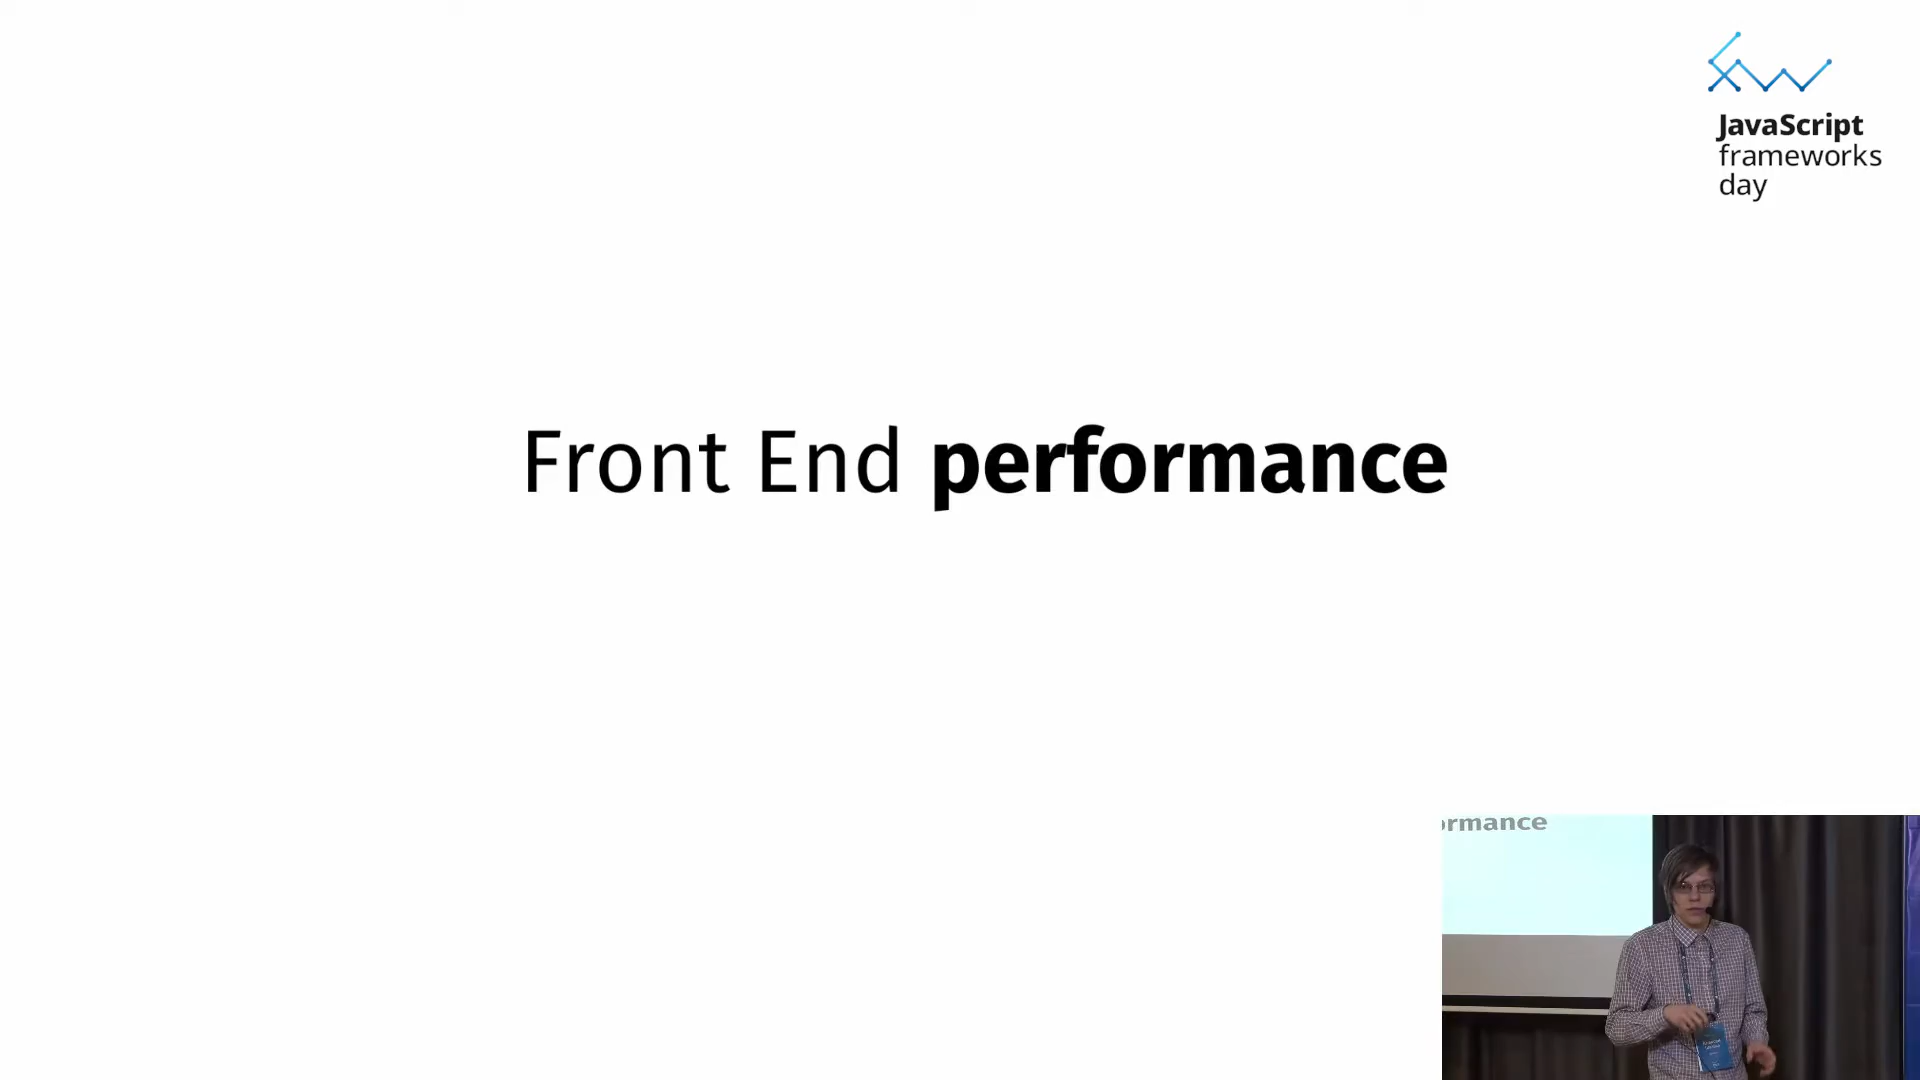 JavaScript
frameworks
day
Front End performance
ormance